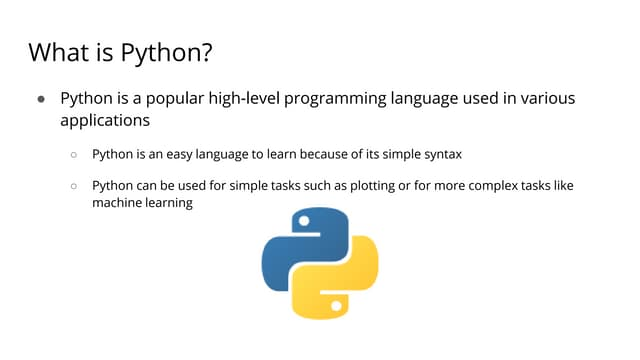 What is Python?
● Python is a popular high-level programming language used in various
applications
○ Python is an easy language to learn because of its simple syntax
○ Python can be used for simple tasks such as plotting or for more complex tasks like
machine learning